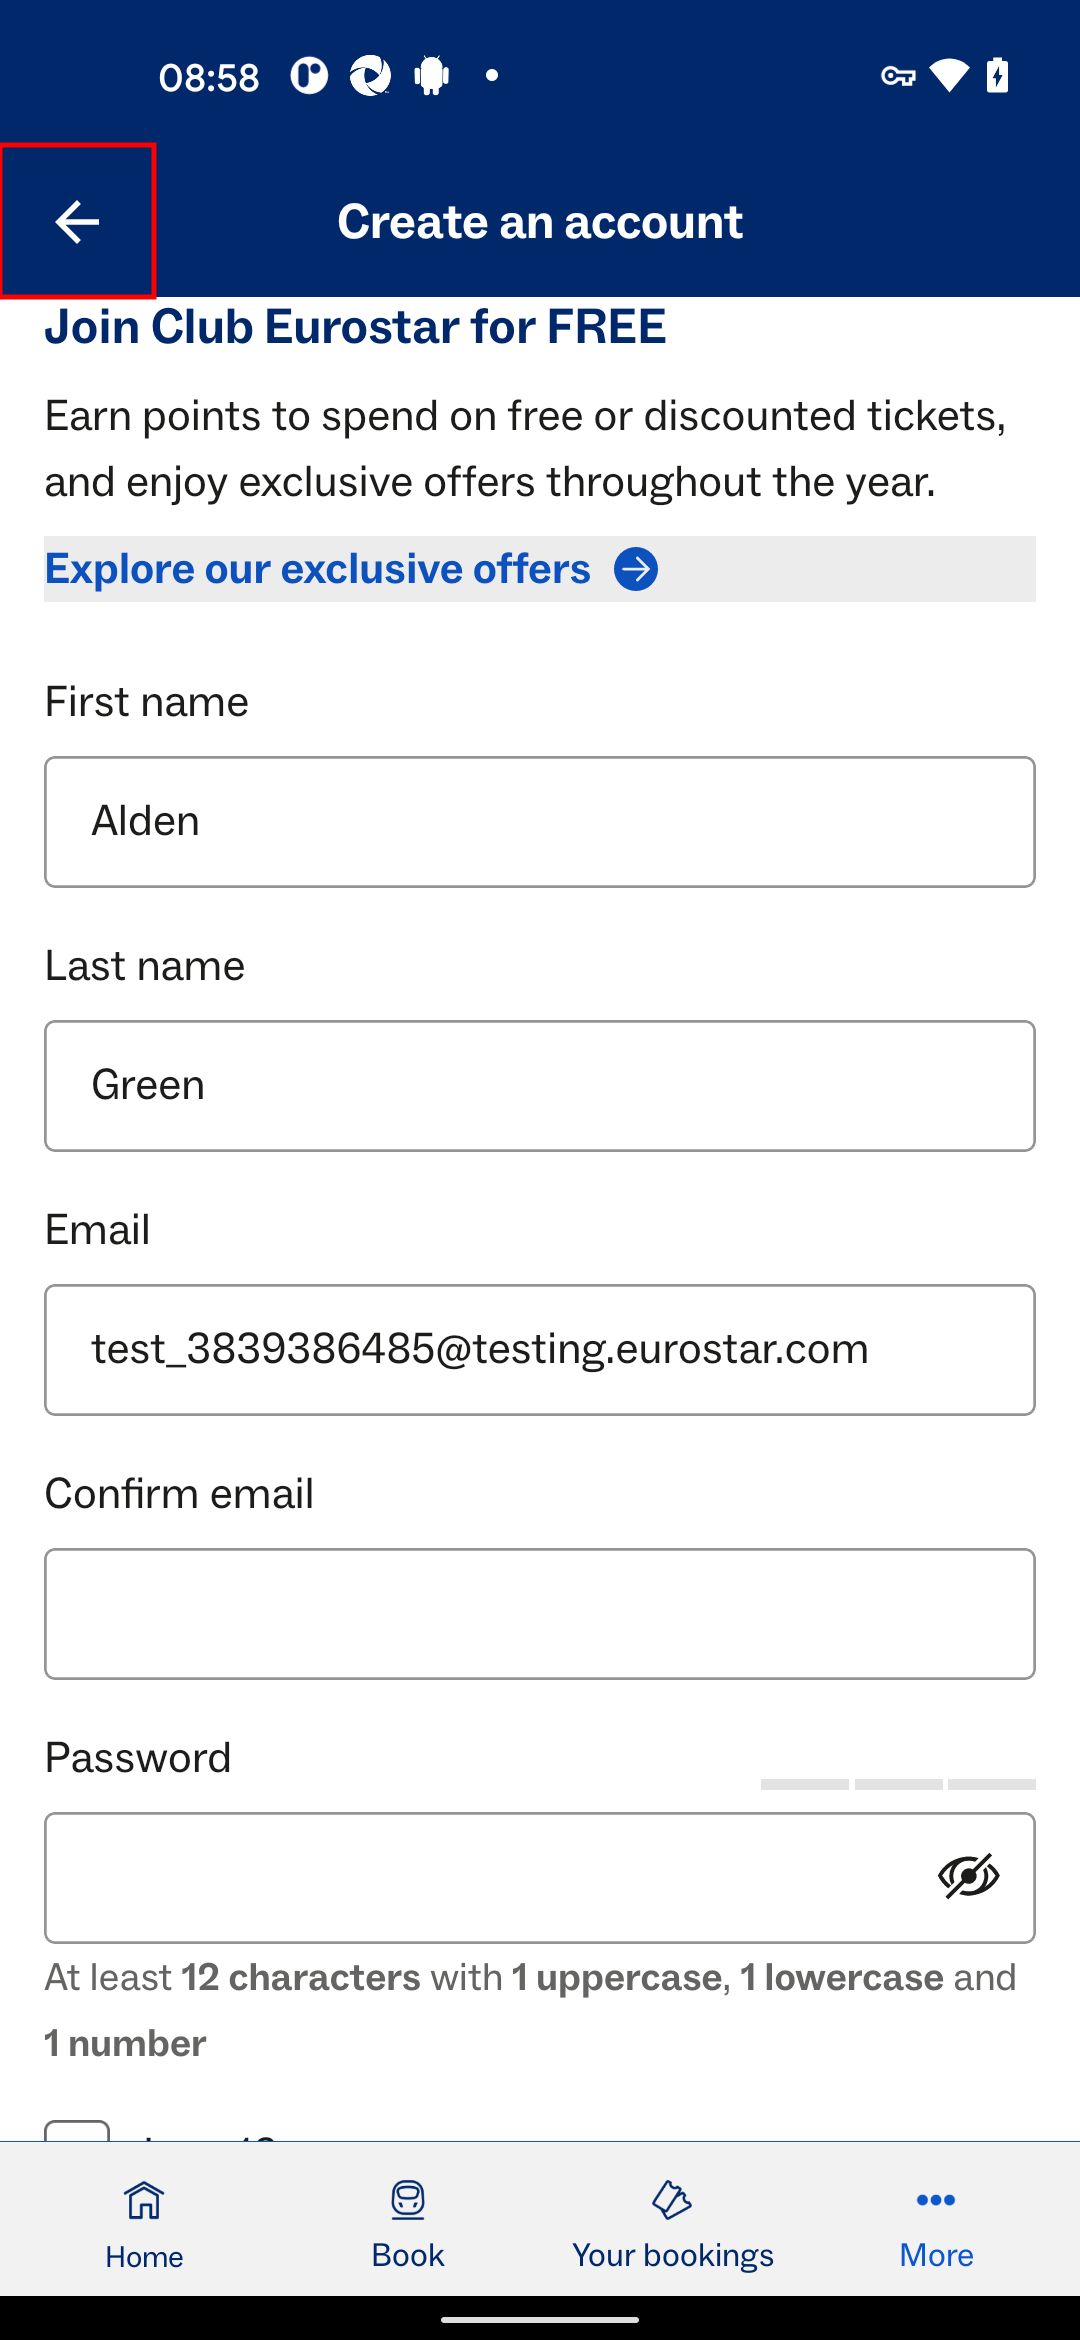 08:58
Create an account
Join Club Eurostar for FREE
Earn points to spend on free or discounted tickets,
and enjoy exclusive offers throughout the year.
Explore our exclusive offers
First name
Alden
Last name
Green
Email
test_3839386485@testing.eurostar.com
Confirm email
Password
At least 12 characters with 1 uppercase, 1 lowercase and
1 number
Home
Book
Your bookings
More